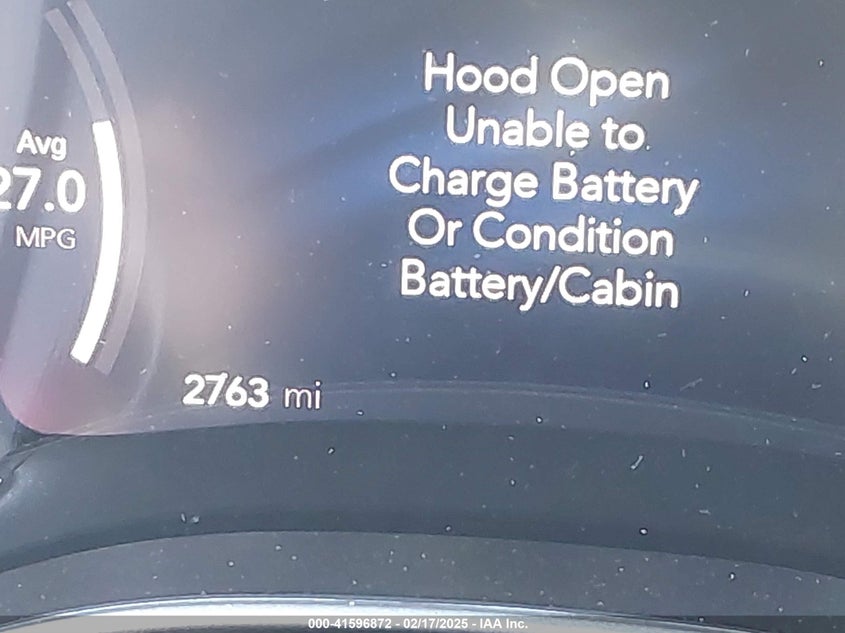 Hood Open
Unable to
Charge Battery
Or Condition
Battery/Cabin
Avg
27.0
MPG
2763 mi
000-41596872 - 02/17/2025 - IAA Inc.